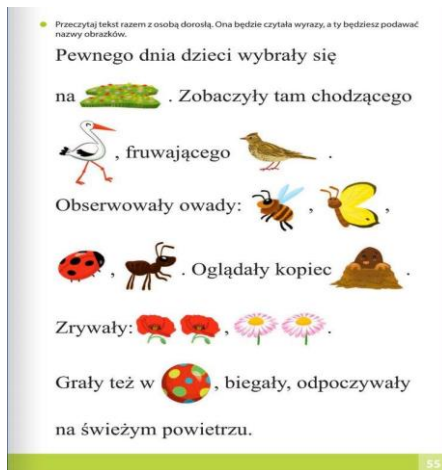 Przeczytaj tekst razem z osobą dorosłą. Ona będzie czytała wyrazy, a ty będziesz podawać
nazwy obrazków.
Pewnego dnia dzieci wybrały się
na . Zobaczyły tam chodzącego
, fruwającego .
Obserwowały owady: , ,
, . Oglądały kopiec .
Zrywały: , .
Grały też w , biegały, odpoczywały
na świeżym powietrzu.
55